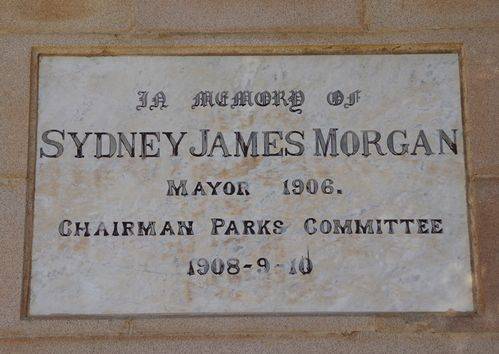 IN MEMORY OF
SYDNEY JAMES MORGAN
MAYOR 1906.
CHAIRMAN PARKS COMMITTEE
1908-9-10